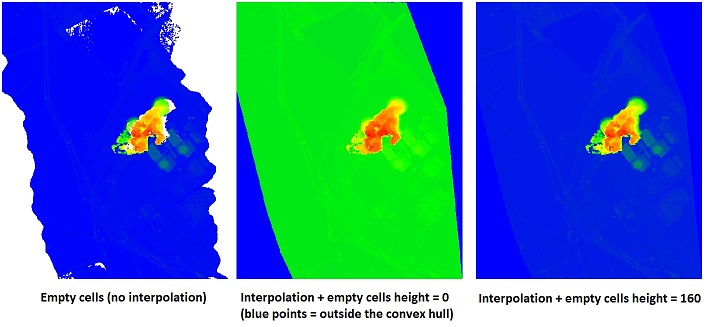 Empty cells (no interpolation)
Interpolation + empty cells height = 0
(blue points = outside the convex hull)
Interpolation + empty cells height = 160